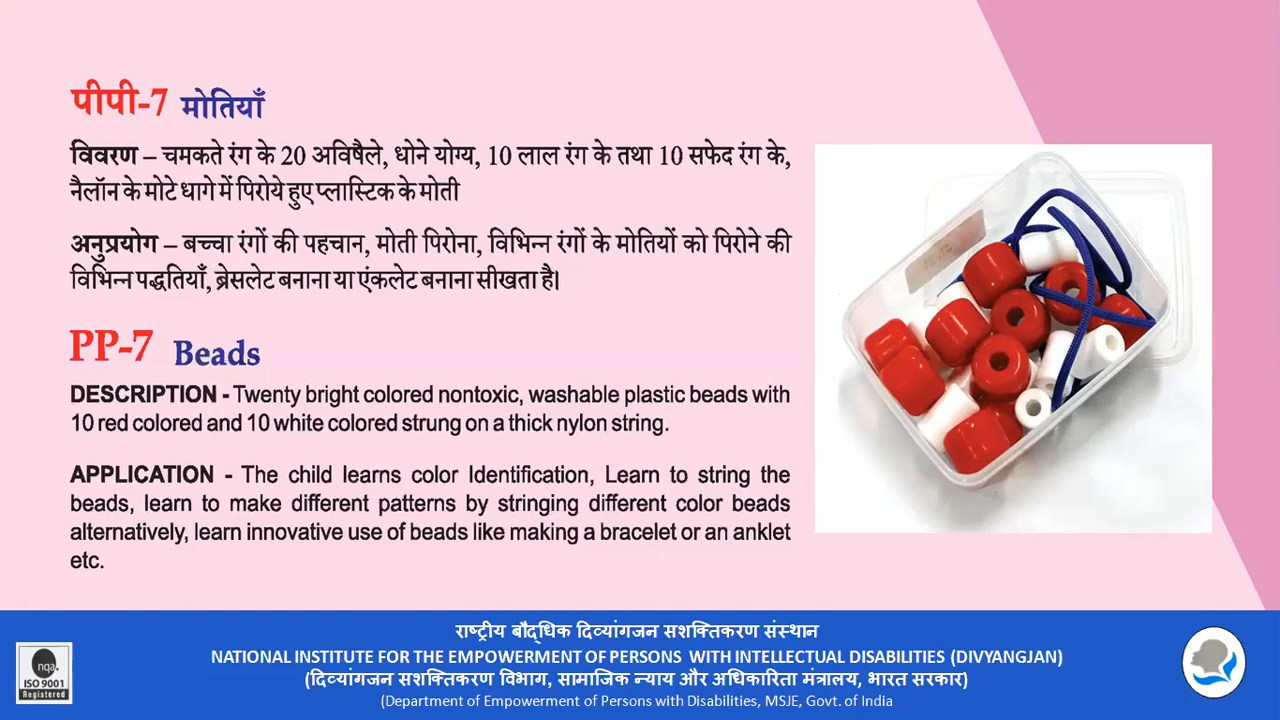 पीपी-7 मोतियाँ
विवरण – चमकते रंग के 20 अविषैले, धोने योग्य, 10 लाल रंग के तथा 10 सफेद रंग के,
नैलॉन के मोटे धागे में पिरोये हुए प्लास्टिक के मोती
अनुप्रयोग – बच्चा रंगों की पहचान, मोती पिरोना, विभिन्न रंगों के मोतियों को पिरोने की
विभिन्न पद्धतियाँ, ब्रेसलेट बनाना या एंकलेट बनाना सीखता है।
PP-7 Beads
DESCRIPTION - Twenty bright colored nontoxic, washable plastic beads with
10 red colored and 10 white colored strung on a thick nylon string.
APPLICATION - The child learns color Identification, Learn to string the
beads, learn to make different patterns by stringing different color beads
alternatively, learn innovative use of beads like making a bracelet or an anklet
etc.
राष्ट्रीय बौद्धिक दिव्यांगजन सशक्तिकरण संस्थान
NATIONAL INSTITUTE FOR THE EMPOWERMENT OF PERSONS WITH INTELLECTUAL DISABILITIES (DIVYANGJAN)
(दिव्यांगजन सशक्तिकरण विभाग, सामाजिक न्याय और अधिकारिता मंत्रालय, भारत सरकार)
(Department of Empowerment of Persons with Disabilities, MSJE, Govt. of India
nqa.
ISO 9001
Registered